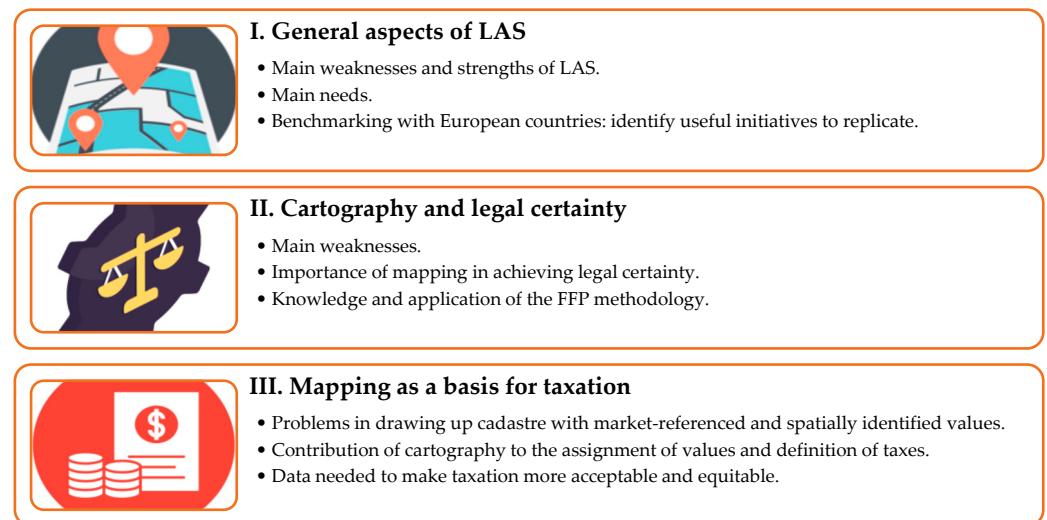 I. General aspects of LAS
• Main weaknesses and strengths of LAS.
• Main needs.
• Benchmarking with European countries: identify useful initiatives to replicate.
II. Cartography and legal certainty
• Main weaknesses.
• Importance of mapping in achieving legal certainty.
• Knowledge and application of the FFP methodology.
III. Mapping as a basis for taxation
$
• Problems in drawing up cadastre with market-referenced and spatially identified values.
• Contribution of cartography to the assignment of values and definition of taxes.
• Data needed to make taxation more acceptable and equitable.